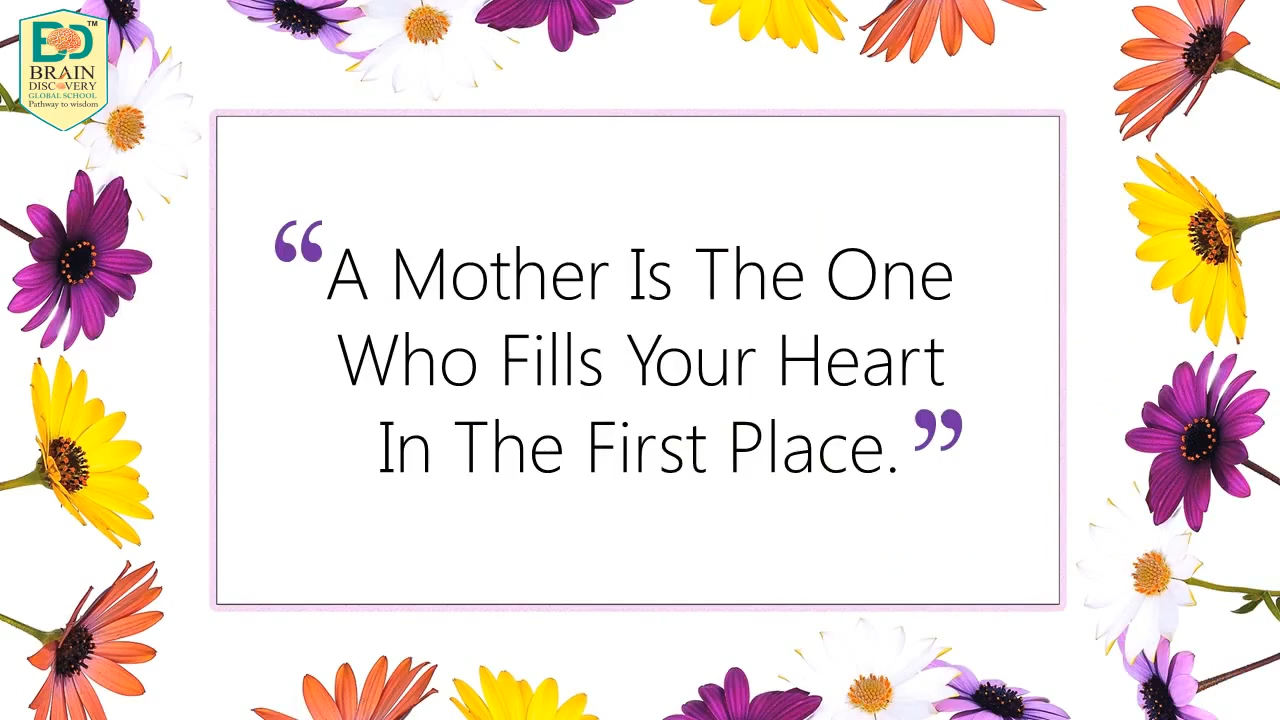 BD™
BRAIN
DISCOVERY
GLOBAL SCHOOL
Pathway to wisdom
“A Mother Is The One
Who Fills Your Heart
In The First Place.”